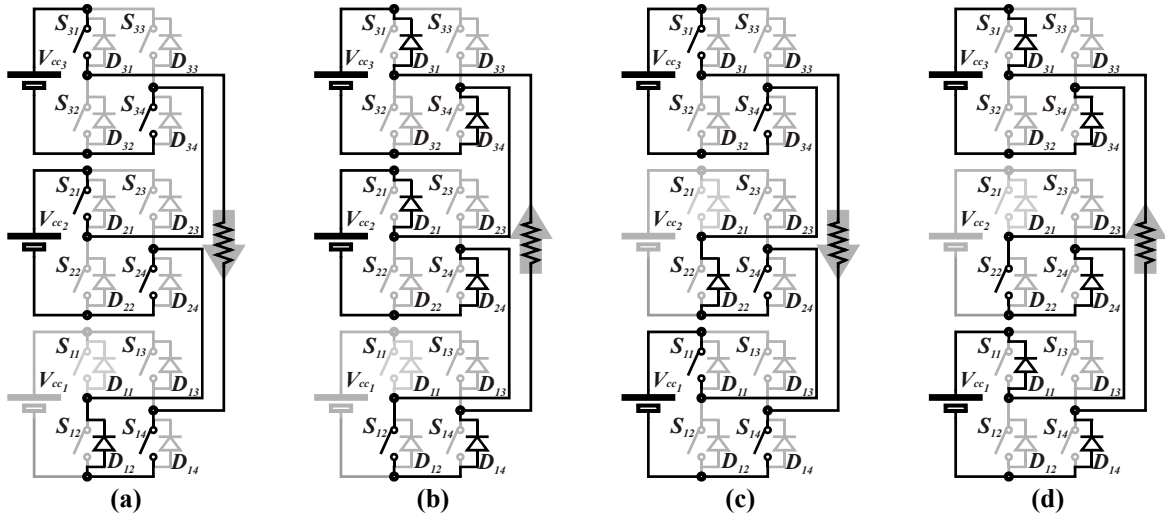 S31 S33 S31 S33 S31 S33 S31 S33
Vcc3 D31 D33 Vcc3 D31 D33 Vcc3 D31 D33 Vcc3 D31 D33
S32 S34 S32 S34 S32 S34 S32 S34
D32 D34 D32 D34 D32 D34 D32 D34
S21 S23 S21 S23 S21 S23 S21 S23
Vcc2 D21 D23 Vcc2 D21 D23 Vcc2 D21 D23 Vcc2 D21 D23
S22 S24 S22 S24 S22 S24 S22 S24
D22 D24 D22 D24 D22 D24 D22 D24
S11 S13 S11 S13 S11 S13 S11 S13
Vcc1 D11 D13 Vcc1 D11 D13 Vcc1 D11 D13 Vcc1 D11 D13
S12 S14 S12 S14 S12 S14 S12 S14
D12 D14 D12 D14 D12 D14 D12 D14
(a) (b) (c) (d)